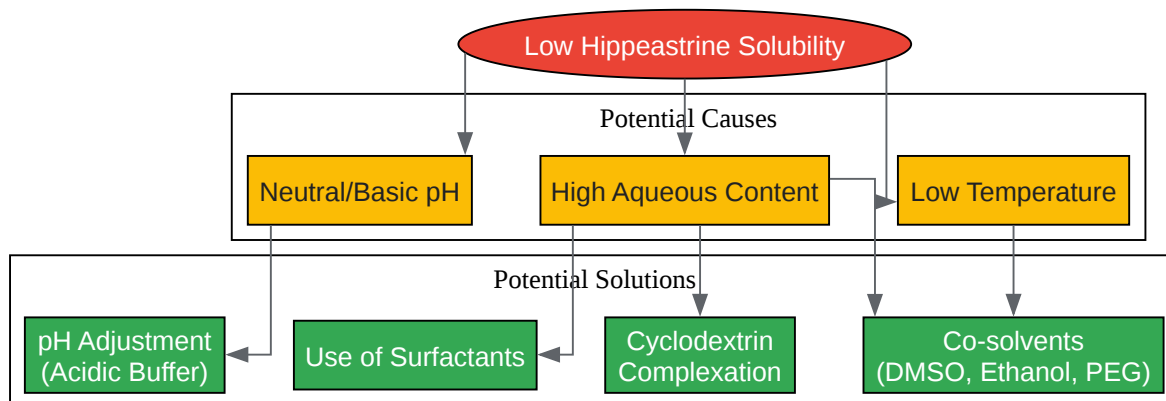 Low Hippeastrine Solubility
Potential Causes
Neutral/Basic pH
High Aqueous Content
Low Temperature
Potential Solutions
pH Adjustment
(Acidic Buffer)
Use of Surfactants
Cyclodextrin
Complexation
Co-solvents
(DMSO, Ethanol, PEG)